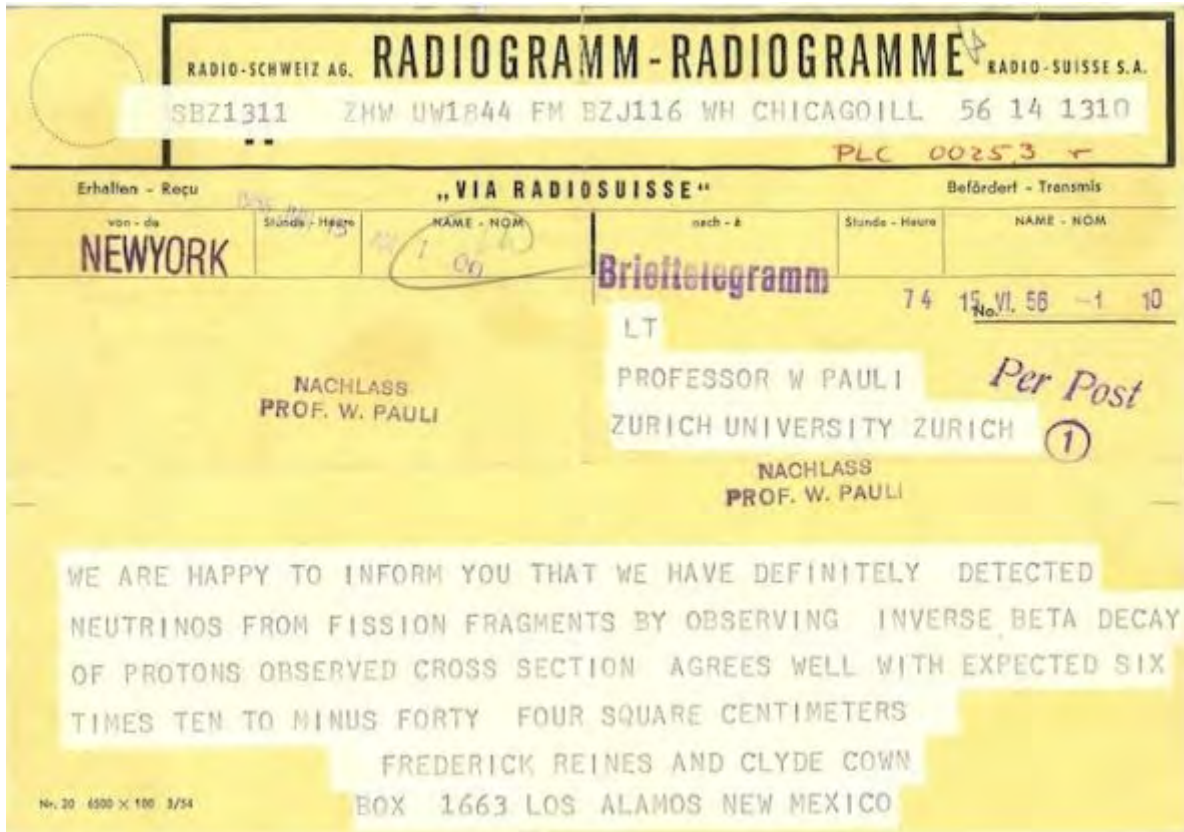 RADIO-SCHWEIZ AG. RADIOGRAMM-RADIOGRAMME RADIO-SUISSE S.A.
SBZ1311 ZHW UW1844 FM BZJ116 WH CHICAGOILL 56 14 1310
PLC 00253 r
Erhalten - Reçu „VIA RADIOSUISSE“ Befördert - Transmis
von - de Stunde - Heure NAME - NOM nach - à Stunde - Heure NAME - NOM
NEWYORK
Brieftelegramm
74 15. VI. 56 -1 10
No.
LT
PROFESSOR W PAULI
Per Post
NACHLASS
PROF. W. PAULI
ZURICH UNIVERSITY ZURICH
1
NACHLASS
PROF. W. PAULI
WE ARE HAPPY TO INFORM YOU THAT WE HAVE DEFINITELY DETECTED
NEUTRINOS FROM FISSION FRAGMENTS BY OBSERVING INVERSE BETA DECAY
OF PROTONS OBSERVED CROSS SECTION AGREES WELL WITH EXPECTED SIX
TIMES TEN TO MINUS FORTY FOUR SQUARE CENTIMETERS
FREDERICK REINES AND CLYDE COWN
BOX 1663 LOS ALAMOS NEW MEXICO
Nr. 20 6500 × 100 3/54